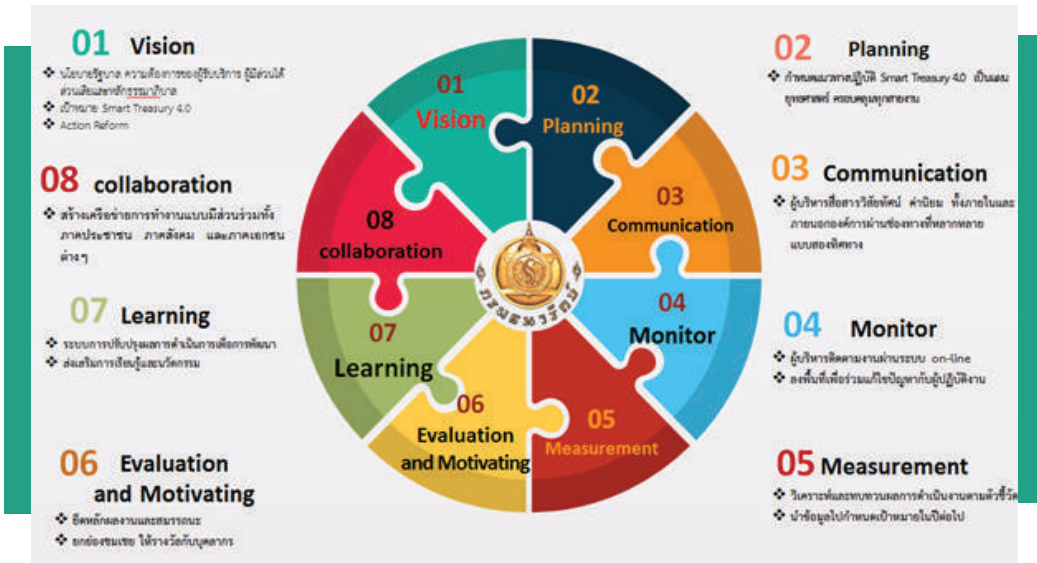 01 Vision
❖ นโยบายรัฐบาล ความต้องการของผู้รับบริการ ผู้มีส่วนได้
ส่วนเสียและหลักธรรมาภิบาล
❖ เป้าหมาย Smart Treasury 4.0
❖ Action Reform
02 Planning
❖ กำหนดแนวทางปฏิบัติ Smart Treasury 4.0 เป็นแผน
ยุทธศาสตร์ ครอบคลุมทุกสายงาน
03 Communication
❖ ผู้บริหารสื่อสารวิสัยทัศน์ ค่านิยม ทั้งภายในและ
ภายนอกองค์การผ่านช่องทางที่หลากหลาย
แบบสองทิศทาง
04 Monitor
❖ ผู้บริหารติดตามงานผ่านระบบ on-line
❖ ลงพื้นที่เพื่อร่วมแก้ไขปัญหากับผู้ปฏิบัติงาน
05 Measurement
❖ วิเคราะห์และทบทวนผลการดำเนินงานตามตัวชี้วัด
❖ นำข้อมูลไปกำหนดเป้าหมายในปีต่อไป
06 Evaluation
and Motivating
❖ ยึดหลักผลงานและสมรรถนะ
❖ ยกย่องชมเชย ให้รางวัลกับบุคลากร
07 Learning
❖ ระบบการปรับปรุงผลการดำเนินการเพื่อการพัฒนา
❖ ส่งเสริมการเรียนรู้และนวัตกรรม
08 collaboration
❖ สร้างเครือข่ายการทำงานแบบมีส่วนร่วมทั้ง
ภาคประชาชน ภาคสังคม และภาคเอกชน
ต่างๆ
01
Vision
02
Planning
03
Communication
04
Monitor
05
Measurement
06
Evaluation
and Motivating
07
Learning
08
collaboration
กรมธนารักษ์